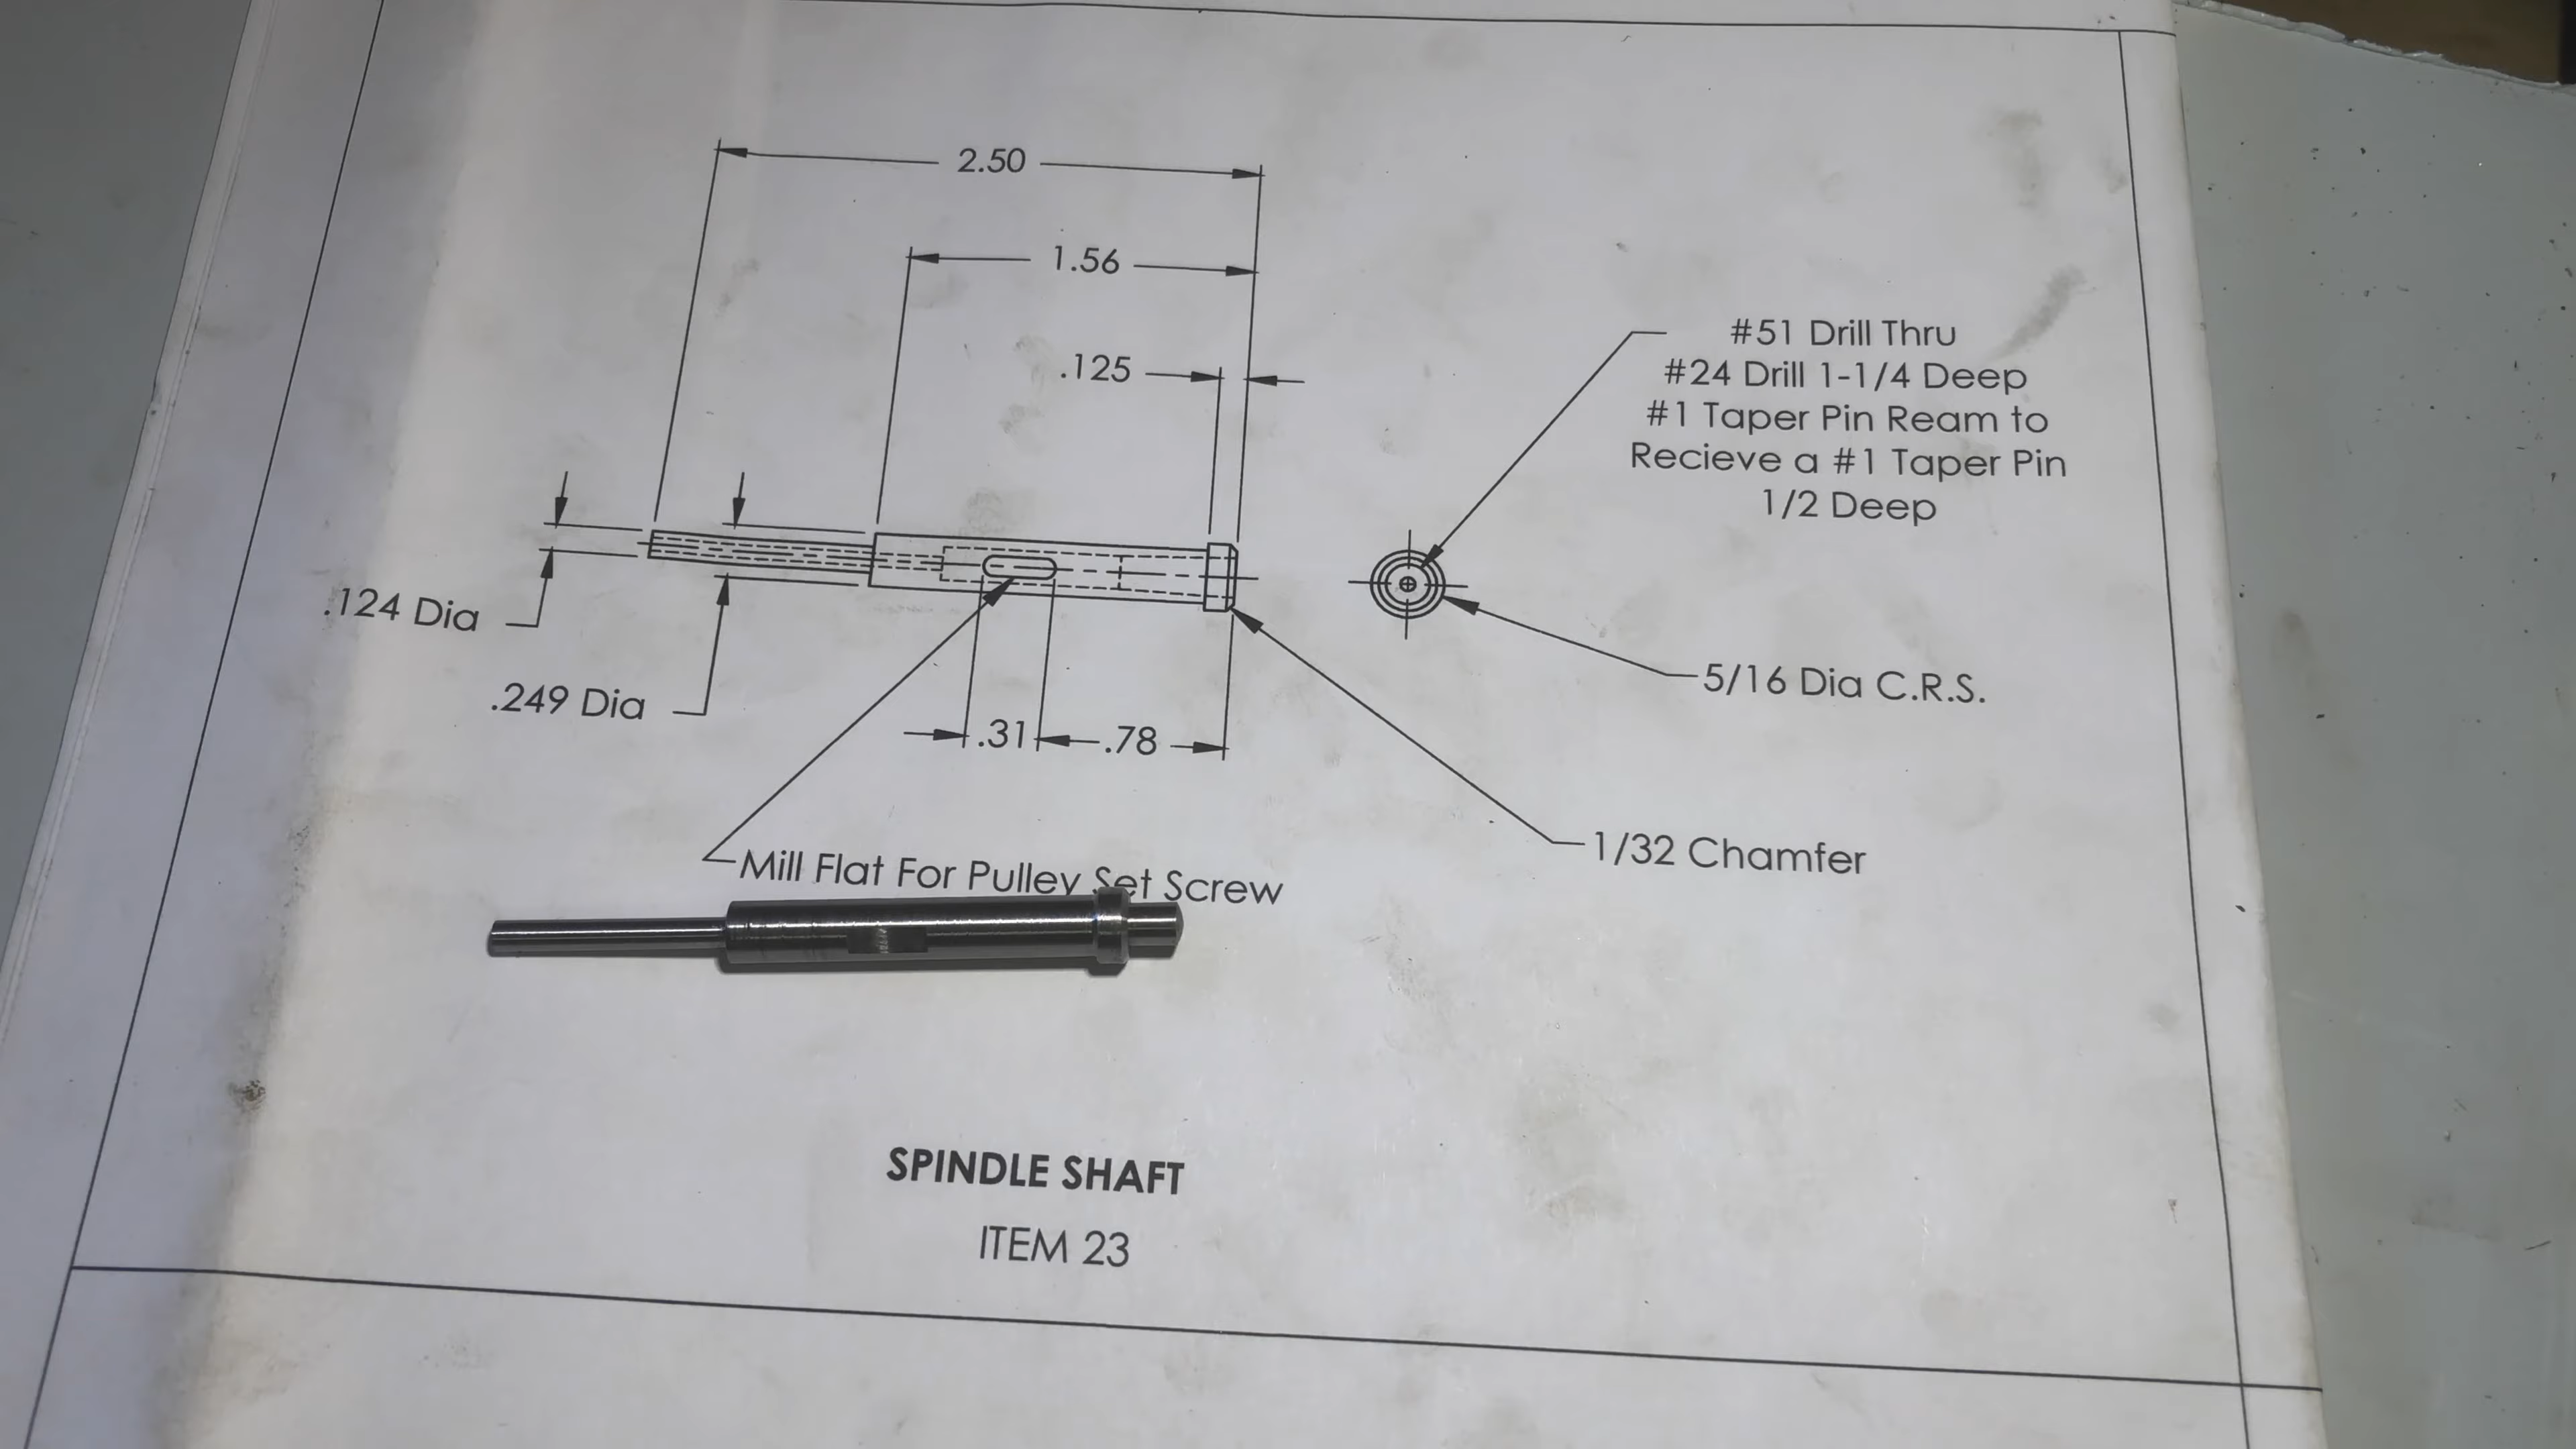 2.50
1.56
.125
#51 Drill Thru
#24 Drill 1-1/4 Deep
#1 Taper Pin Ream to
Recieve a #1 Taper Pin
1/2 Deep
.124 Dia
.249 Dia
5/16 Dia C.R.S.
.31
.78
1/32 Chamfer
Mill Flat For Pulley Set Screw
SPINDLE SHAFT
ITEM 23